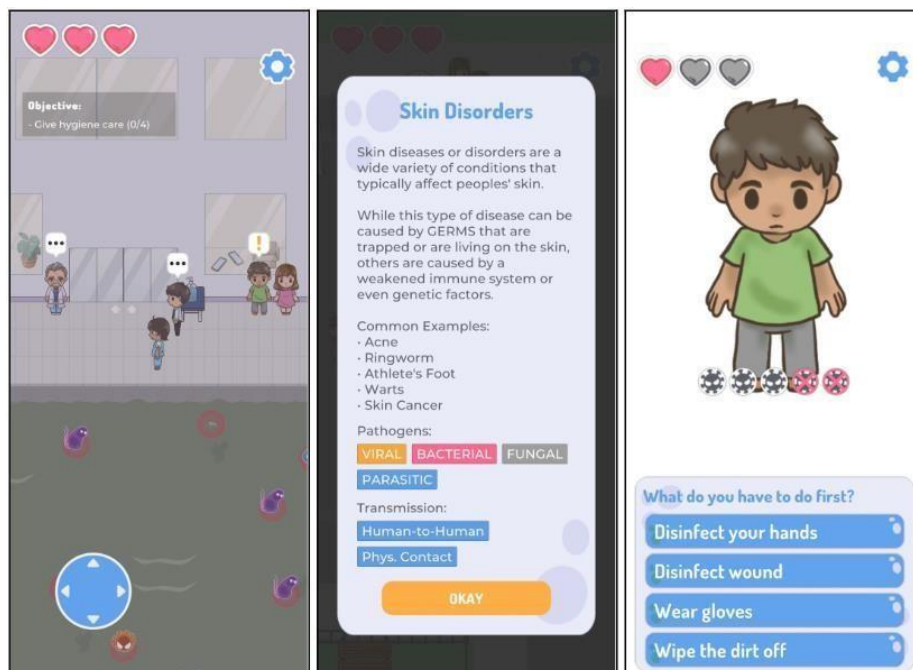 Objective:
- Give hygiene care (0/4)
...
...
!
Skin Disorders
Skin diseases or disorders are a
wide variety of conditions that
typically affect peoples' skin.
While this type of disease can be
caused by GERMS that are
trapped or are living on the skin,
others are caused by a
weakened immune system or
even genetic factors.
Common Examples:
· Acne
· Ringworm
· Athlete's Foot
· Warts
· Skin Cancer
Pathogens:
VIRAL BACTERIAL FUNGAL
PARASITIC
Transmission:
Human-to-Human
Phys. Contact
OKAY
What do you have to do first?
Disinfect your hands
Disinfect wound
Wear gloves
Wipe the dirt off